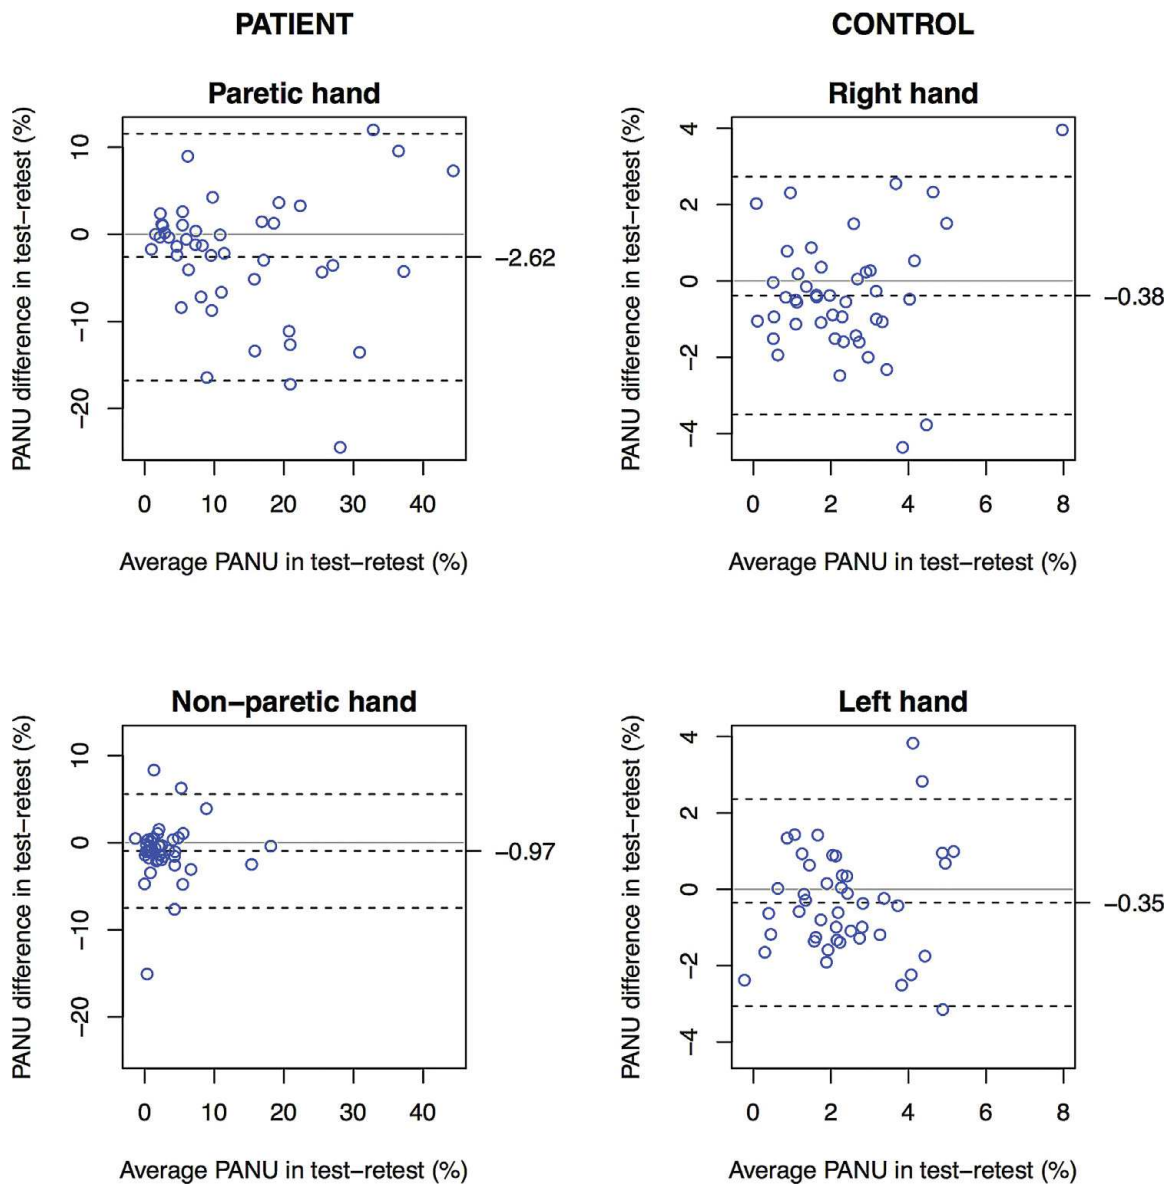 PATIENT
CONTROL
Paretic hand
PANU difference in test−retest (%)
10
0
−10
−20
−2.62
0 10 20 30 40
Average PANU in test−retest (%)
Right hand
PANU difference in test−retest (%)
4
2
0
−2
−4
−0.38
0 2 4 6 8
Average PANU in test−retest (%)
Non−paretic hand
PANU difference in test−retest (%)
10
0
−10
−20
−0.97
0 10 20 30 40
Average PANU in test−retest (%)
Left hand
PANU difference in test−retest (%)
4
2
0
−2
−4
−0.35
0 2 4 6 8
Average PANU in test−retest (%)